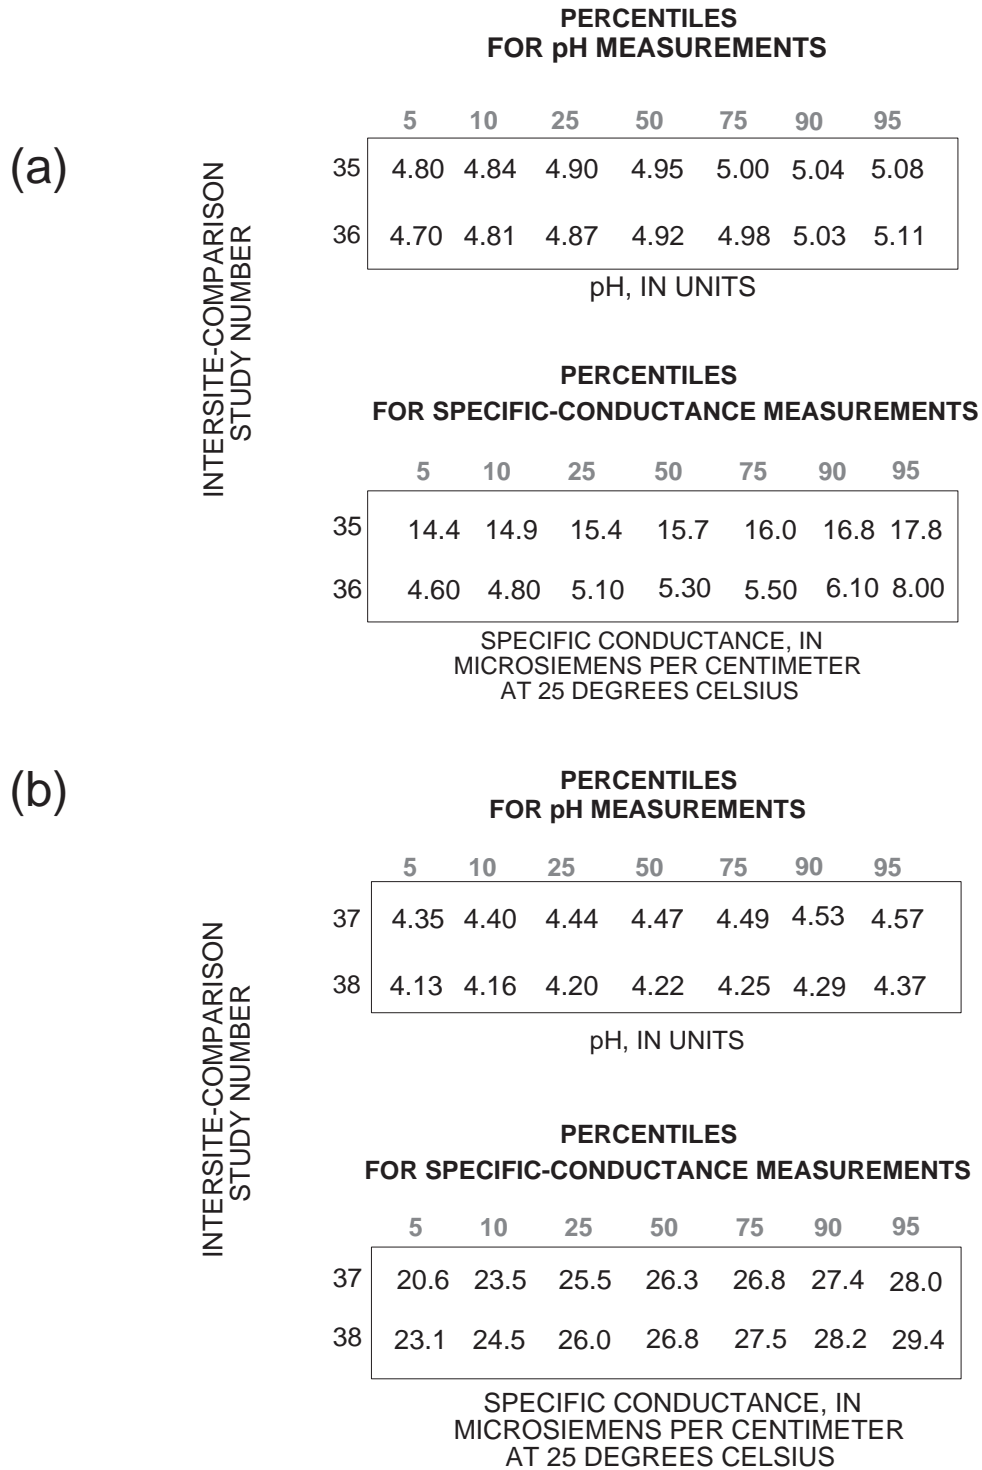 PERCENTILES
FOR pH MEASUREMENTS
(a)
INTERSITE-COMPARISON
STUDY NUMBER
5 10 25 50 75 90 95
35 4.80 4.84 4.90 4.95 5.00 5.04 5.08
36 4.70 4.81 4.87 4.92 4.98 5.03 5.11
pH, IN UNITS
PERCENTILES
FOR SPECIFIC-CONDUCTANCE MEASUREMENTS
5 10 25 50 75 90 95
35 14.4 14.9 15.4 15.7 16.0 16.8 17.8
36 4.60 4.80 5.10 5.30 5.50 6.10 8.00
SPECIFIC CONDUCTANCE, IN
MICROSIEMENS PER CENTIMETER
AT 25 DEGREES CELSIUS
(b)
PERCENTILES
FOR pH MEASUREMENTS
INTERSITE-COMPARISON
STUDY NUMBER
5 10 25 50 75 90 95
37 4.35 4.40 4.44 4.47 4.49 4.53 4.57
38 4.13 4.16 4.20 4.22 4.25 4.29 4.37
pH, IN UNITS
PERCENTILES
FOR SPECIFIC-CONDUCTANCE MEASUREMENTS
5 10 25 50 75 90 95
37 20.6 23.5 25.5 26.3 26.8 27.4 28.0
38 23.1 24.5 26.0 26.8 27.5 28.2 29.4
SPECIFIC CONDUCTANCE, IN
MICROSIEMENS PER CENTIMETER
AT 25 DEGREES CELSIUS